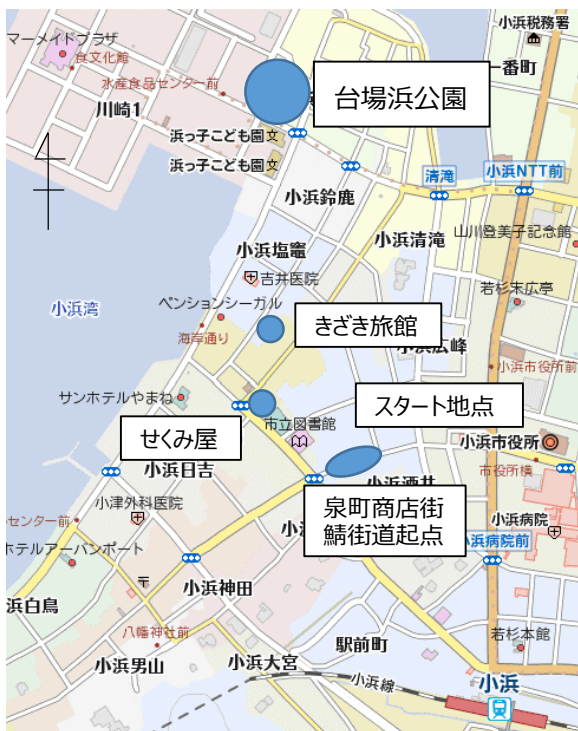 小浜税務署
マーメイドプラザ
食文化館
一番町
水産食品センター前
台場浜公園
川崎1
浜っ子こども園
浜っ子こども園
清滝
小浜NTT前
小浜鈴鹿
小浜塩竈
小浜清滝
山川登美子記念館
吉井医院
小浜湾
ペンションシーガル
若杉末広亭
海岸通り
きざき旅館
小浜広峰
小浜市役所前
サンホテルやまね
スタート地点
市立図書館
せくみ屋
小浜市役所
小浜日吉
市役所横
小浜酒井
小津外科医院
泉町商店街
鯖街道起点
小浜病院
センター前
ホテルアーバンポート
小浜病院前
小浜神田
浜白鳥
八幡神社前
若杉本館
駅前町
小浜男山
小浜大宮
小浜線
小浜